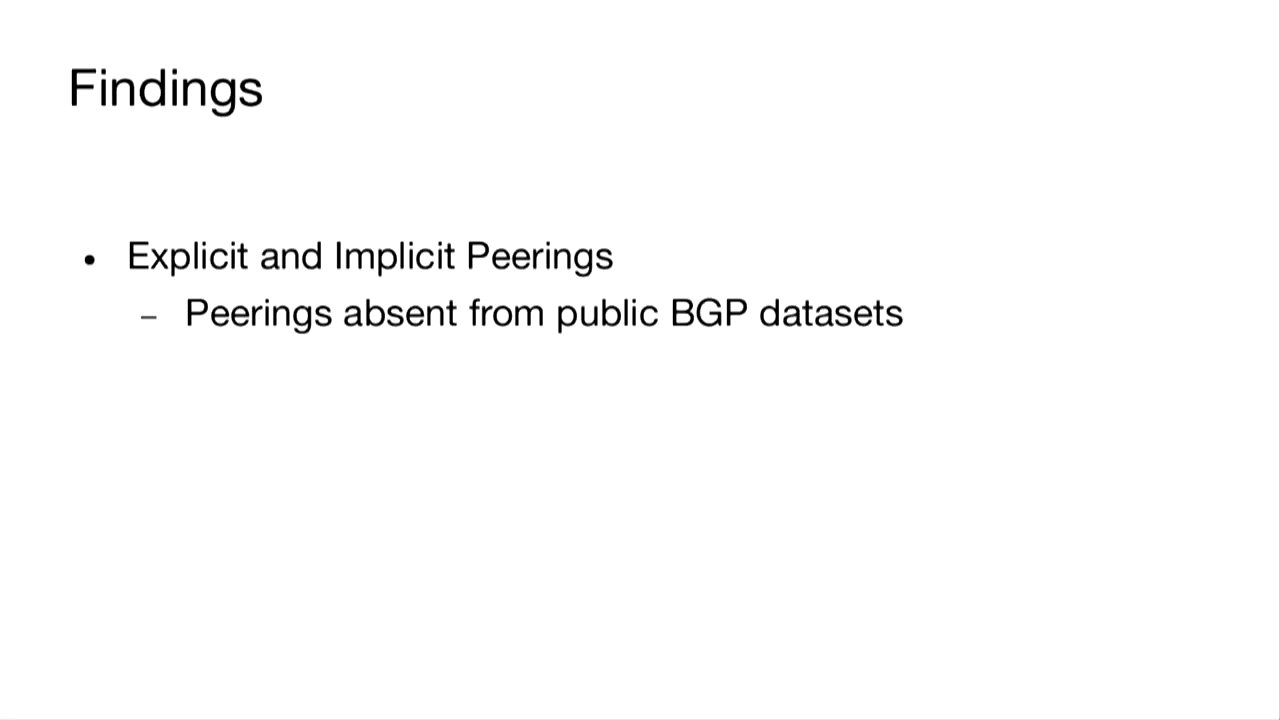 Findings
• Explicit and Implicit Peerings
– Peerings absent from public BGP datasets